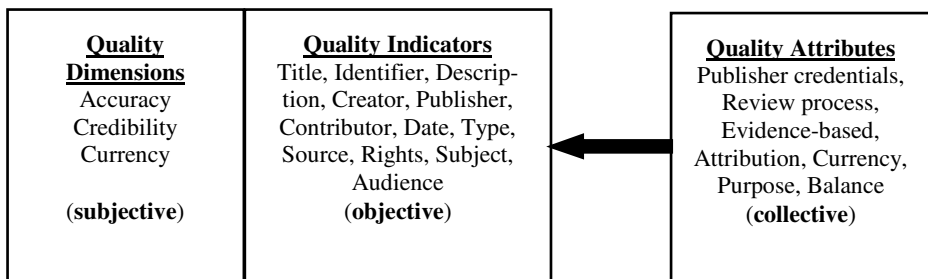 Quality
Dimensions
Accuracy
Credibility
Currency
(subjective)
Quality Indicators
Title, Identifier, Descrip-
tion, Creator, Publisher,
Contributor, Date, Type,
Source, Rights, Subject,
Audience
(objective)
Quality Attributes
Publisher credentials,
Review process,
Evidence-based,
Attribution, Currency,
Purpose, Balance
(collective)